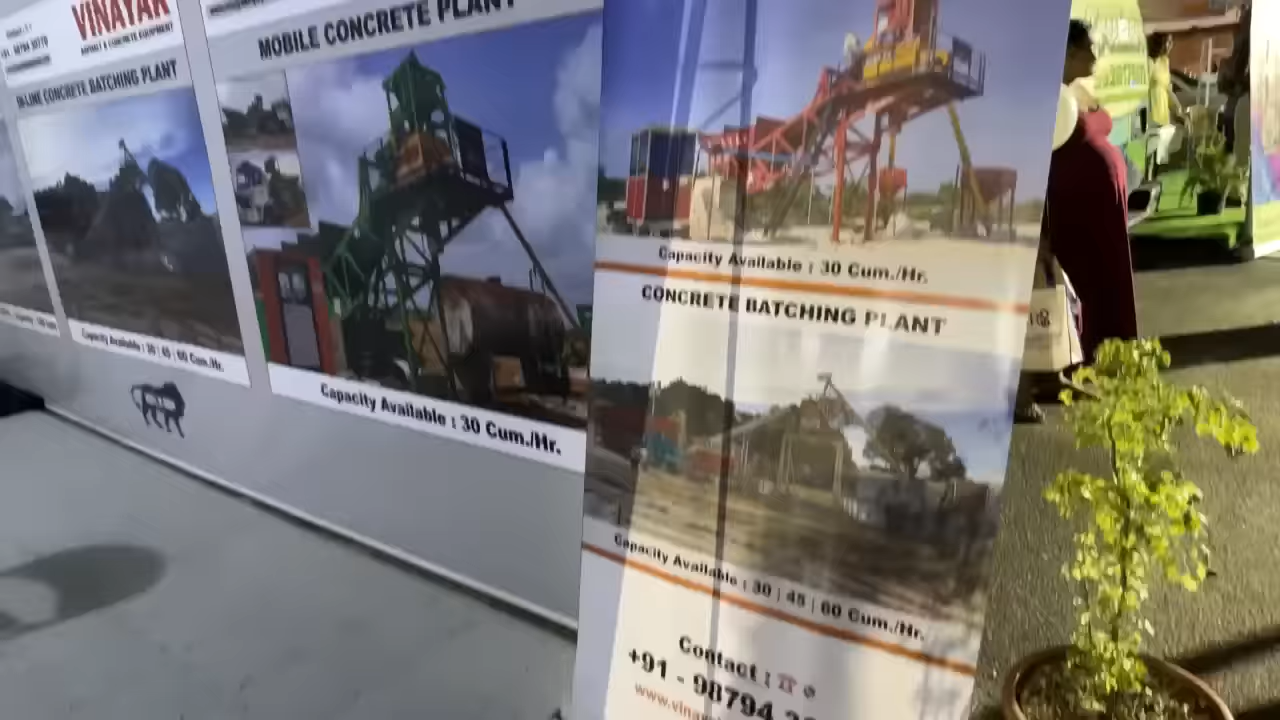 VINAYAK
ASPHALT & CONCRETE EQUIPMENT
IN-LINE CONCRETE BATCHING PLANT
Capacity Available : 30 | 45 | 60 Cum./Hr.
MOBILE CONCRETE PLANT
Capacity Available : 30 Cum./Hr.
Capacity Available : 30 Cum./Hr.
CONCRETE BATCHING PLANT
Capacity Available : 30 | 45 | 60 Cum./Hr.
Contact :
+91 - 98794